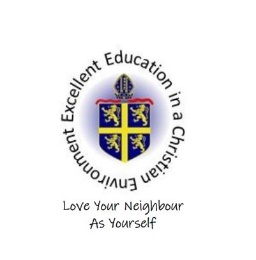 Excellent Education in a Christian Environment
Love Your Neighbour
As Yourself